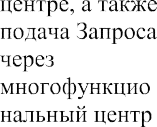 центре, а также
подача Запроса
через
многофункцио
нальный центр